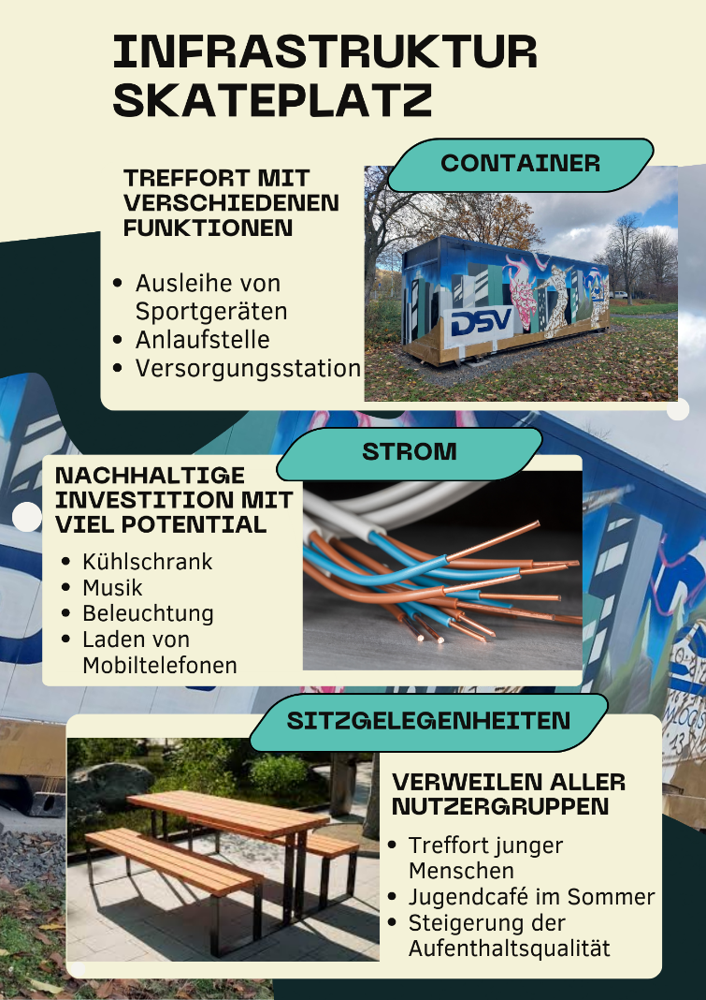 INFRASTRUKTUR
SKATEPLATZ
CONTAINER
TREFFORT MIT
VERSCHIEDENEN
FUNKTIONEN
• Ausleihe von
Sportgeräten
• Anlaufstelle
• Versorgungsstation
DSV
STROM
NACHHALTIGE
INVESTITION MIT
VIEL POTENTIAL
• Kühlschrank
• Musik
• Beleuchtung
• Laden von
Mobiltelefonen
SITZGELEGENHEITEN
VERWEILEN ALLER
NUTZERGRUPPEN
• Treffort junger
Menschen
• Jugendcafé im Sommer
• Steigerung der
Aufenthaltsqualität